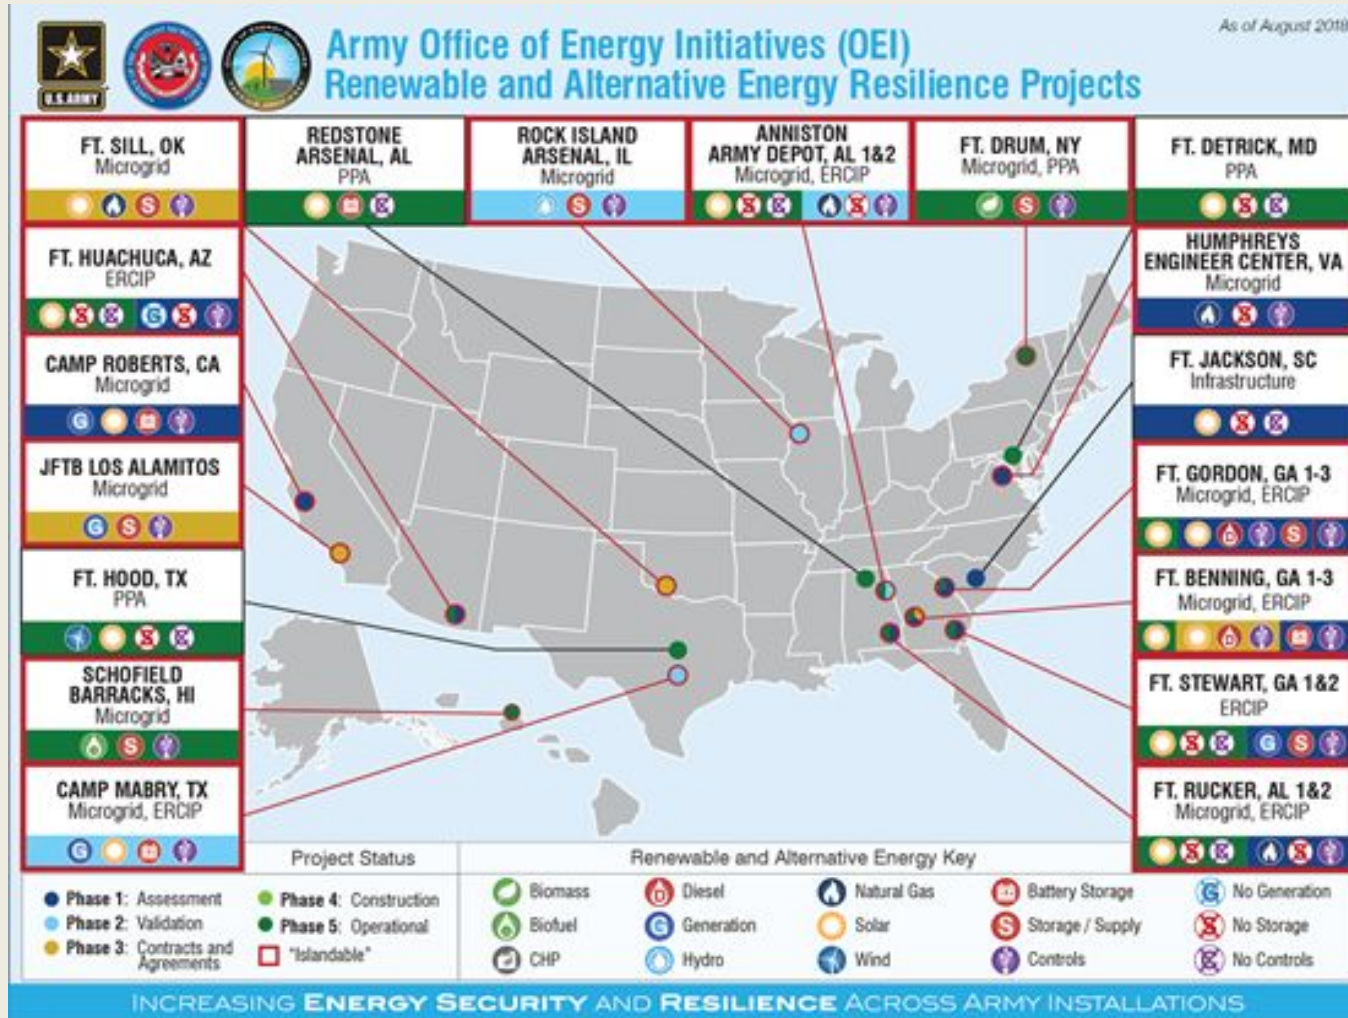 As of August 2018
U.S.ARMY
Army Office of Energy Initiatives (OEI)
Renewable and Alternative Energy Resilience Projects
FT. SILL, OK
Microgrid
REDSTONE
ARSENAL, AL
PPA
ROCK ISLAND
ARSENAL, IL
Microgrid
ANNISTON
ARMY DEPOT, AL 1&2
Microgrid, ERCIP
FT. DRUM, NY
Microgrid, PPA
FT. DETRICK, MD
PPA
FT. HUACHUCA, AZ
ERCIP
CAMP ROBERTS, CA
Microgrid
JFTB LOS ALAMITOS
Microgrid
FT. HOOD, TX
PPA
SCHOFIELD
BARRACKS, HI
Microgrid
CAMP MABRY, TX
Microgrid, ERCIP
HUMPHREYS
ENGINEER CENTER, VA
Microgrid
FT. JACKSON, SC
Infrastructure
FT. GORDON, GA 1-3
Microgrid, ERCIP
FT. BENNING, GA 1-3
Microgrid, ERCIP
FT. STEWART, GA 1&2
ERCIP
FT. RUCKER, AL 1&2
Microgrid, ERCIP
Project Status
Phase 1: Assessment
Phase 2: Validation
Phase 3: Contracts and
Agreements
Phase 4: Construction
Phase 5: Operational
"Islandable"
Renewable and Alternative Energy Key
Biomass
Biofuel
CHP
Diesel
Generation
Hydro
Natural Gas
Solar
Wind
Battery Storage
Storage / Supply
Controls
No Generation
No Storage
No Controls
INCREASING ENERGY SECURITY AND RESILIENCE ACROSS ARMY INSTALLATIONS